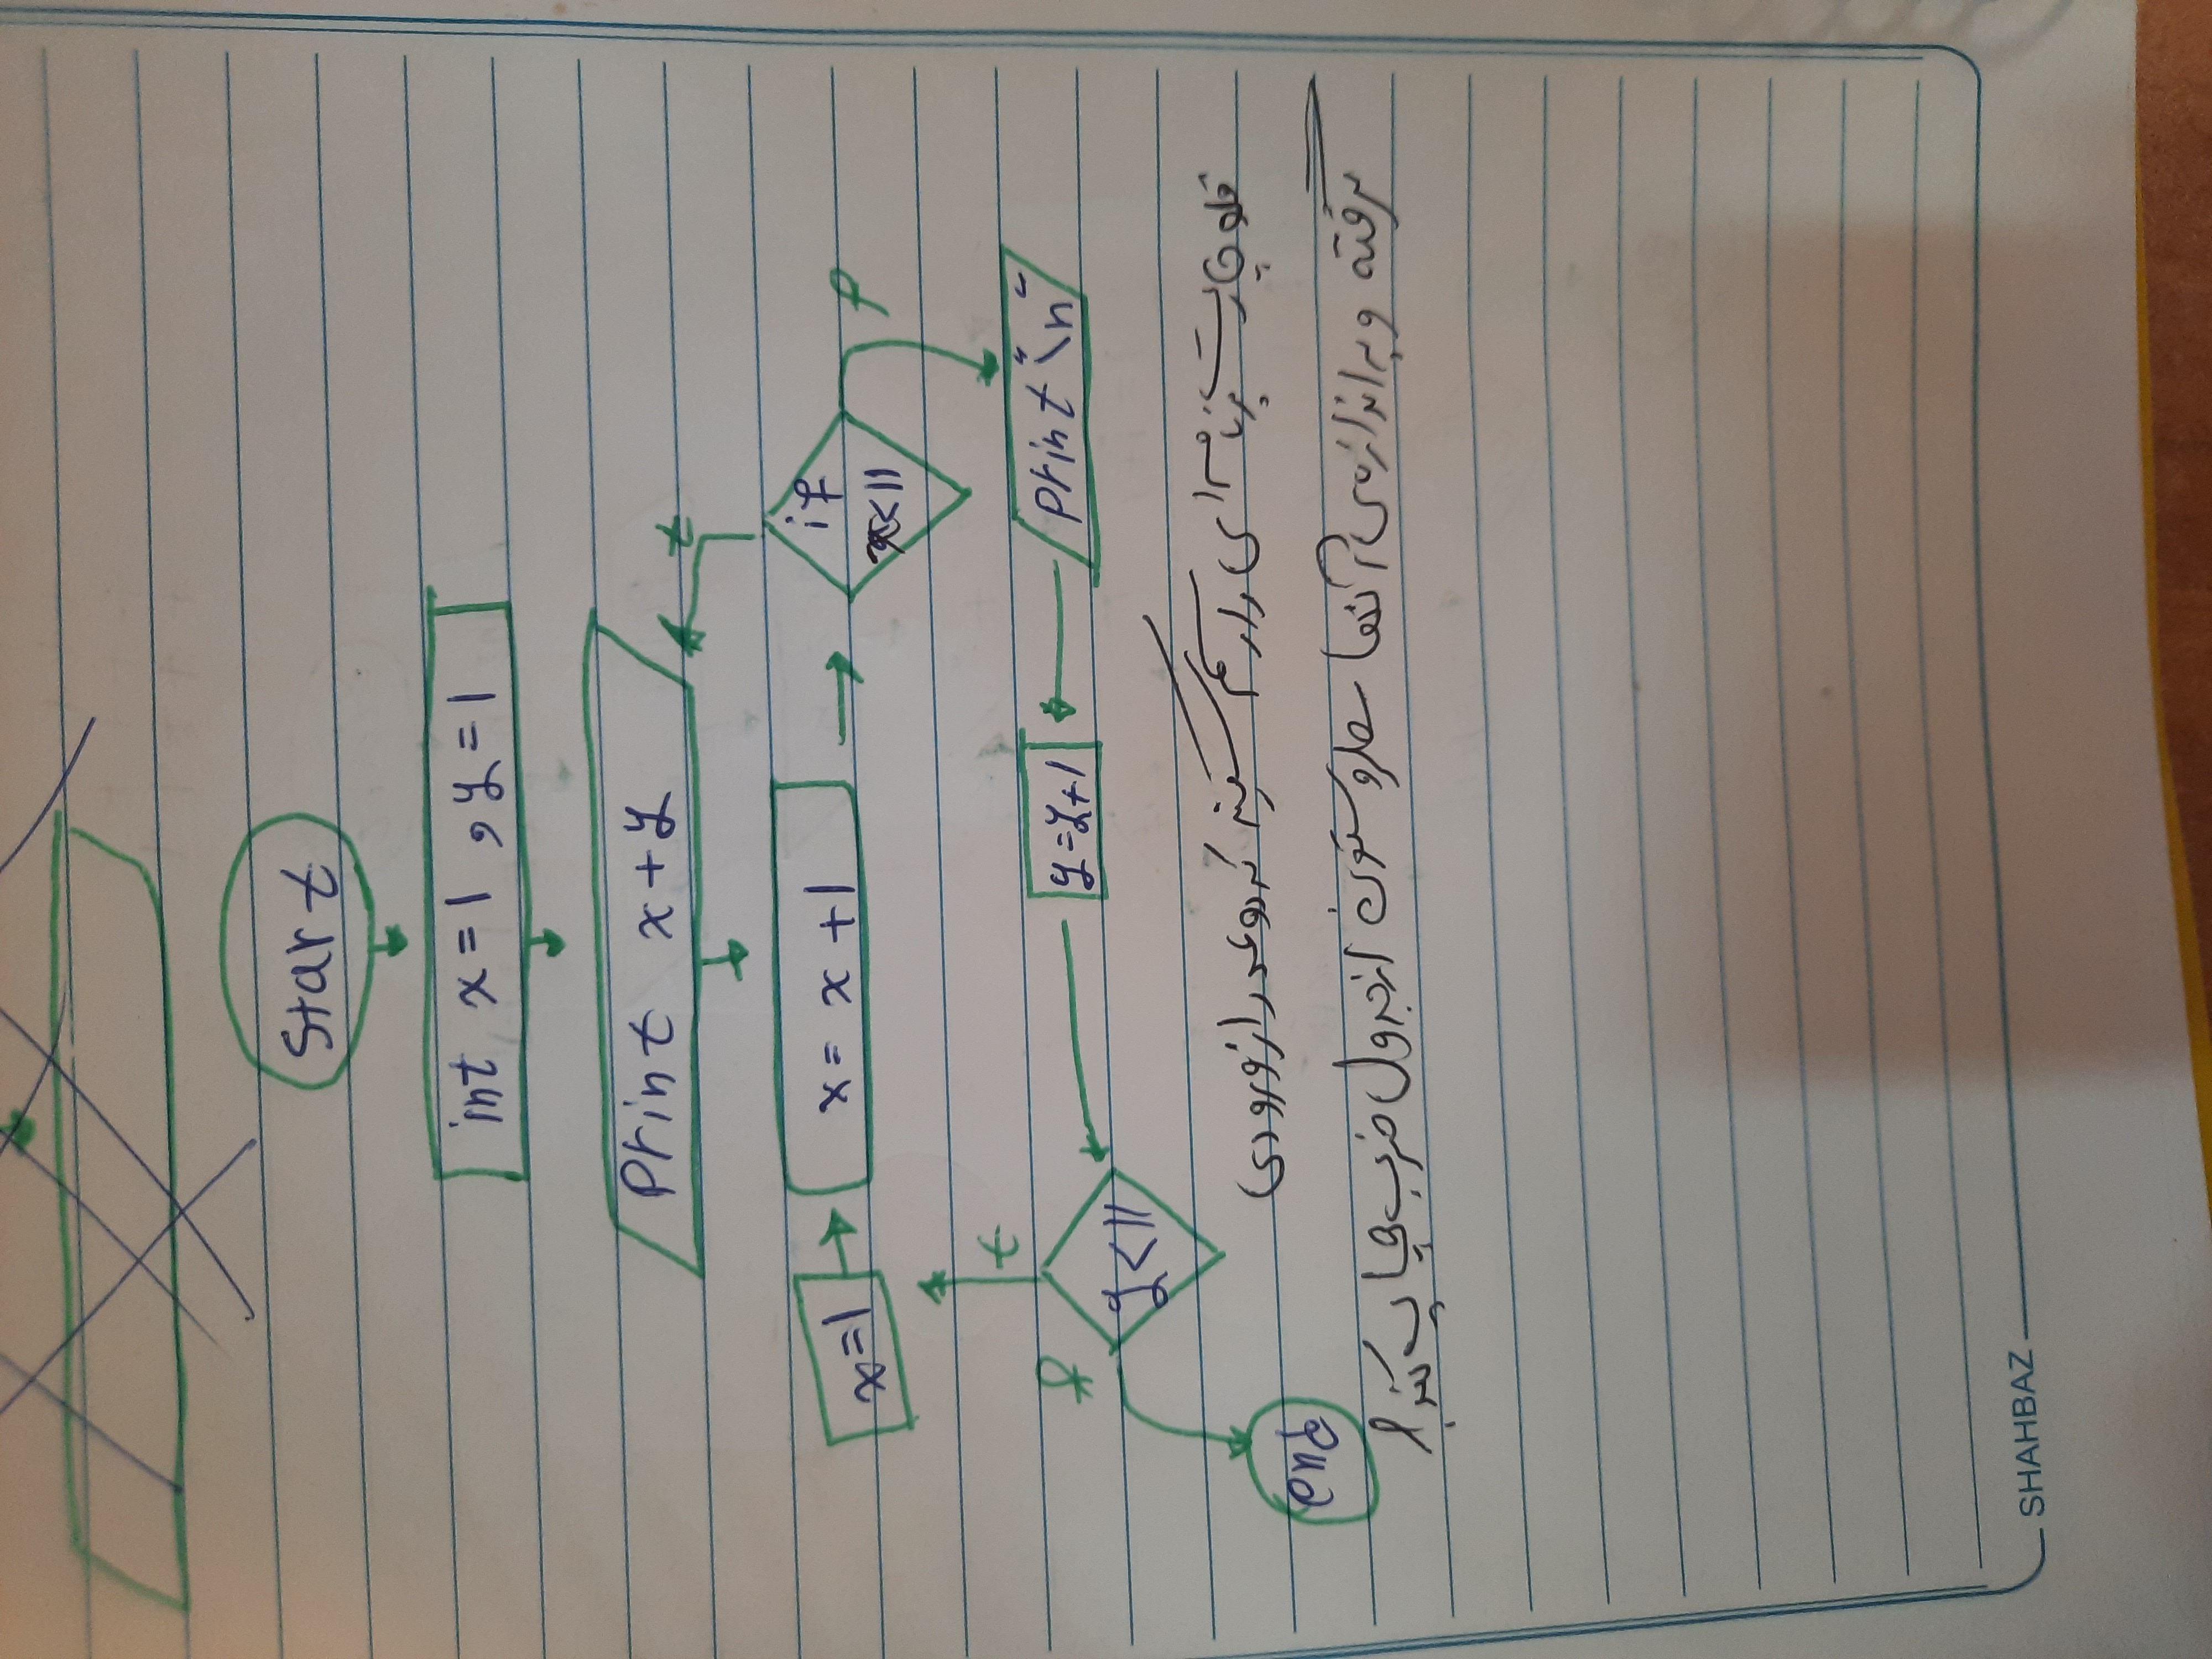 Start
int x=1 , y=1
Print x+y
t
x=1
x= x +1
if
x<11
f
t
f
y<11
y=y+1
print "\n"
end
فلوچارت برنامه ای را رسم کنید که دو عدد از ورودی
گرفته و به اندازه‌ی آنها سطر و ستون از جدول ضرب چاپ کند!
SHAHBAZ